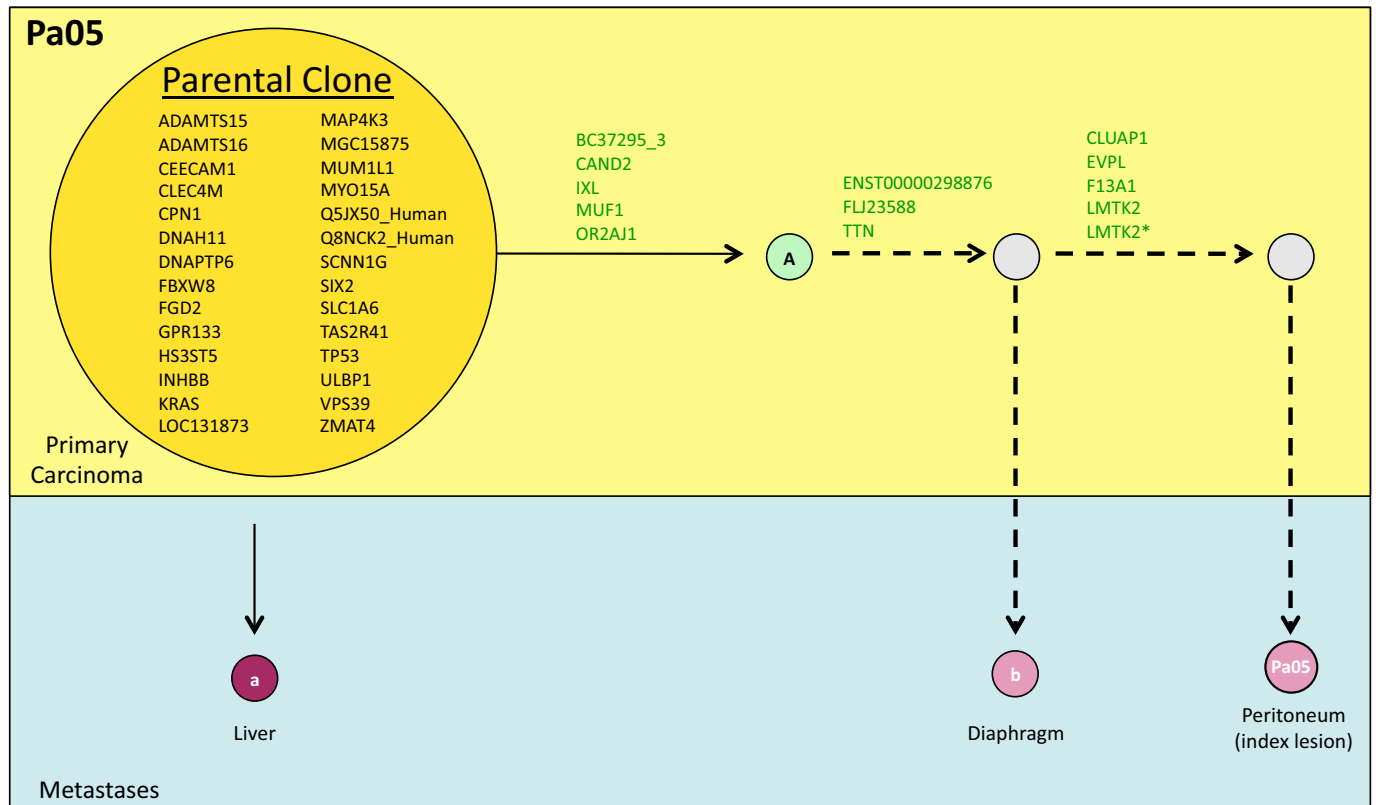 Pa05
Parental Clone
ADAMTS15
ADAMTS16
CEECAM1
CLEC4M
CPN1
DNAH11
DNAPTP6
FBXW8
FGD2
GPR133
HS3ST5
INHBB
KRAS
LOC131873
MAP4K3
MGC15875
MUM1L1
MYO15A
Q5JX50_Human
Q8NCK2_Human
SCNN1G
SIX2
SLC1A6
TAS2R41
TP53
ULBP1
VPS39
ZMAT4
BC37295_3
CAND2
IXL
MUF1
OR2AJ1
A
ENST00000298876
FLJ23588
TTN
CLUAP1
EVPL
F13A1
LMTK2
LMTK2*
Primary
Carcinoma
a
Liver
b
Diaphragm
Pa05
Peritoneum
(index lesion)
Metastases